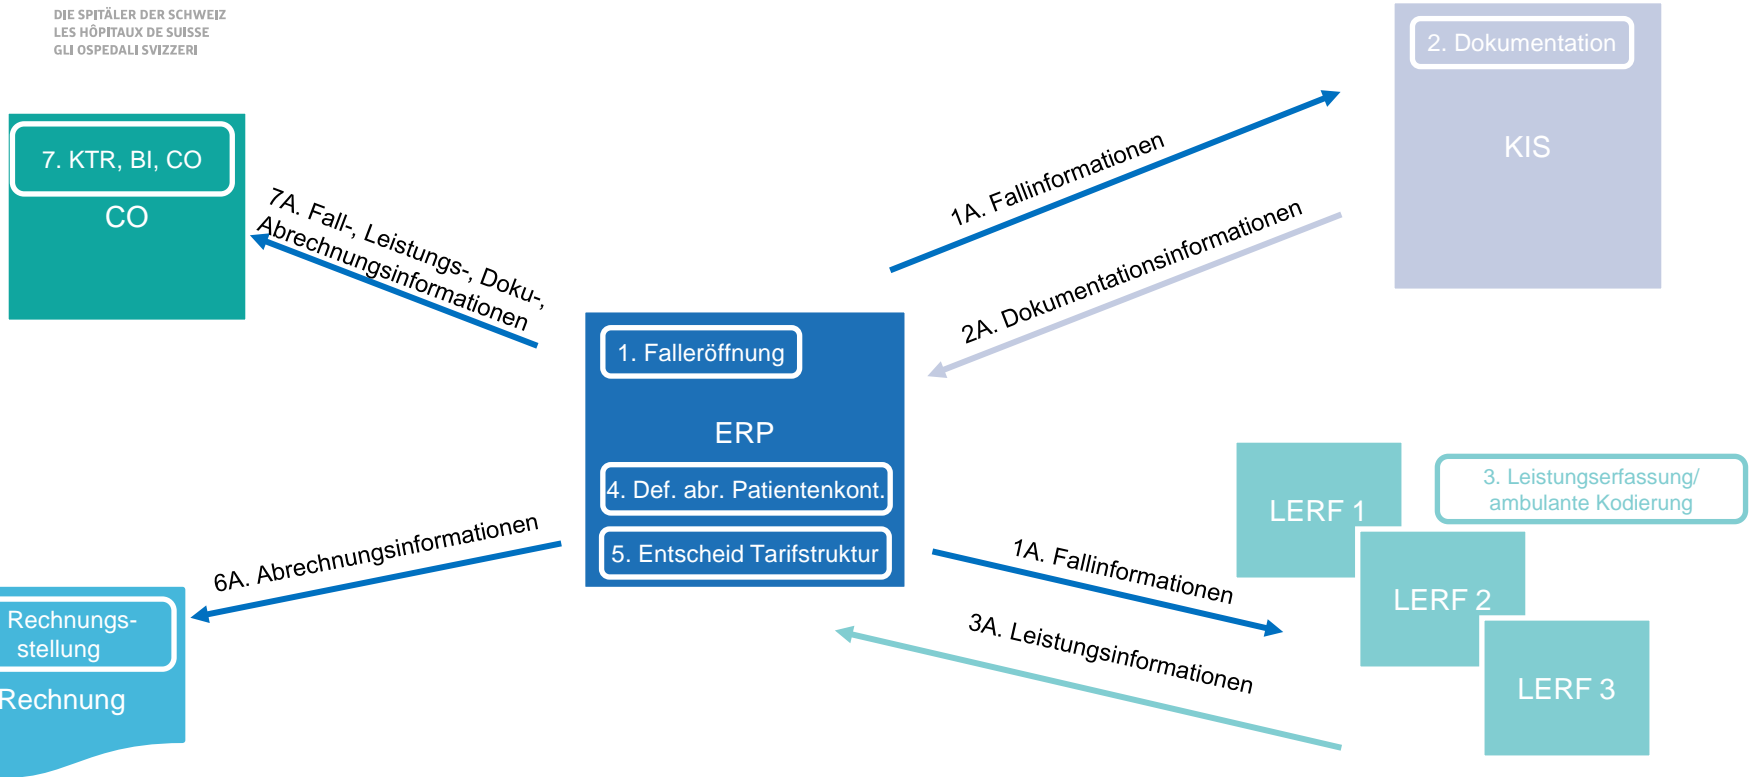 DIE SPITÄLER DER SCHWEIZ
LES HÔPITAUX DE SUISSE
GLI OSPEDALI SVIZZERI
2. Dokumentation
KIS
7. KTR, BI, CO
CO
7A. Fall-, Leistungs-, Doku-,
Abrechnungsinformationen
1A. Fallinformationen
2A. Dokumentationsinformationen
1. Falleröffnung
ERP
4. Def. abr. Patientenkont.
5. Entscheid Tarifstruktur
6A. Abrechnungsinformationen
Rechnungs-
stellung
Rechnung
1A. Fallinformationen
3A. Leistungsinformationen
3. Leistungserfassung/
ambulante Kodierung
LERF 1
LERF 2
LERF 3